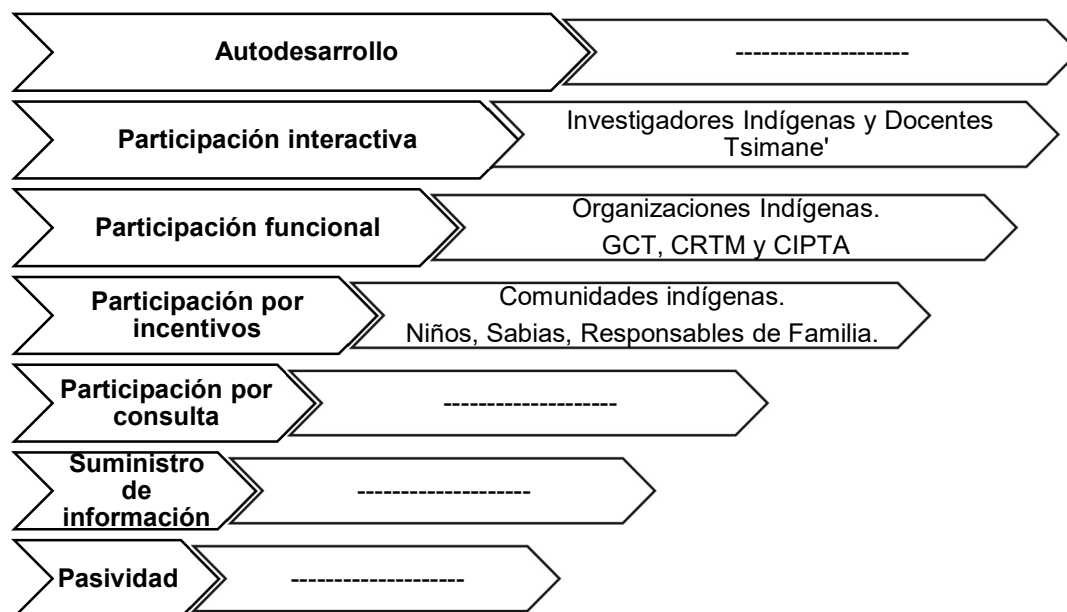 Autodesarrollo
--------------------
Participación interactiva
Investigadores Indígenas y Docentes
Tsimane'
Participación funcional
Organizaciones Indígenas.
GCT, CRTM y CIPTA
Participación por
incentivos
Comunidades indígenas.
Niños, Sabias, Responsables de Familia.
Participación por
consulta
--------------------
Suministro
de
información
--------------------
Pasividad
--------------------